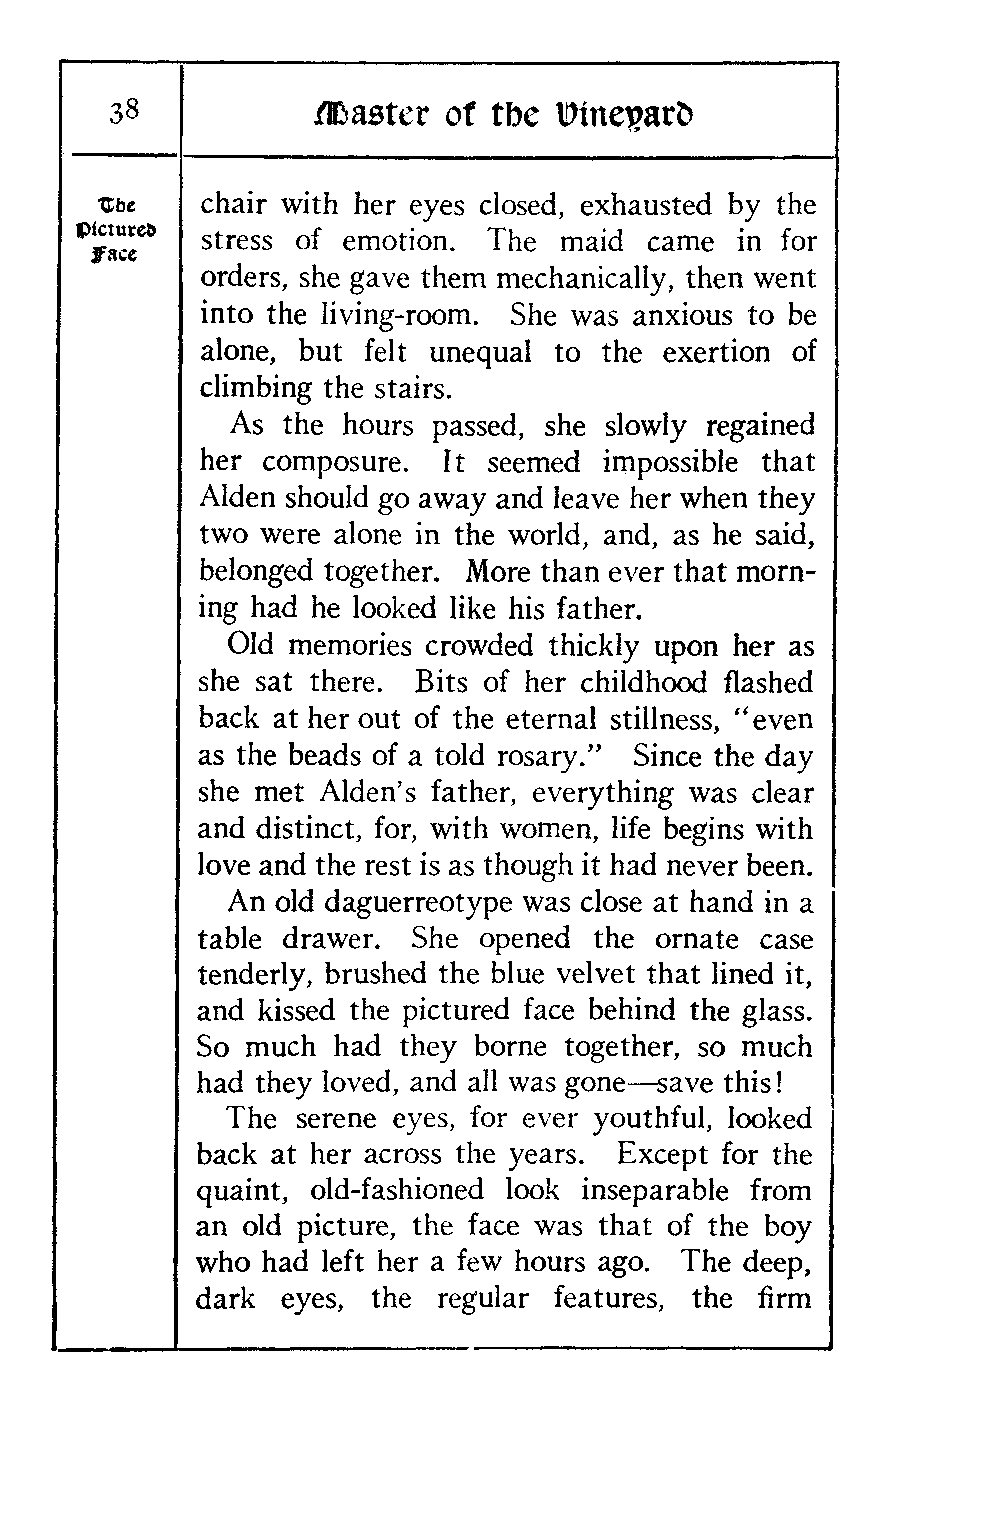 38
Master of the Vineyard
The
Pictured
Face
chair with her eyes closed, exhausted by the
stress of emotion. The maid came in for
orders, she gave them mechanically, then went
into the living-room. She was anxious to be
alone, but felt unequal to the exertion of
climbing the stairs.
As the hours passed, she slowly regained
her composure. It seemed impossible that
Alden should go away and leave her when they
two were alone in the world, and, as he said,
belonged together. More than ever that morn-
ing had he looked like his father.
Old memories crowded thickly upon her as
she sat there. Bits of her childhood flashed
back at her out of the eternal stillness, “even
as the beads of a told rosary.” Since the day
she met Alden’s father, everything was clear
and distinct, for, with women, life begins with
love and the rest is as though it had never been.
An old daguerreotype was close at hand in a
table drawer. She opened the ornate case
tenderly, brushed the blue velvet that lined it,
and kissed the pictured face behind the glass.
So much had they borne together, so much
had they loved, and all was gone—save this!
The serene eyes, for ever youthful, looked
back at her across the years. Except for the
quaint, old-fashioned look inseparable from
an old picture, the face was that of the boy
who had left her a few hours ago. The deep,
dark eyes, the regular features, the firm